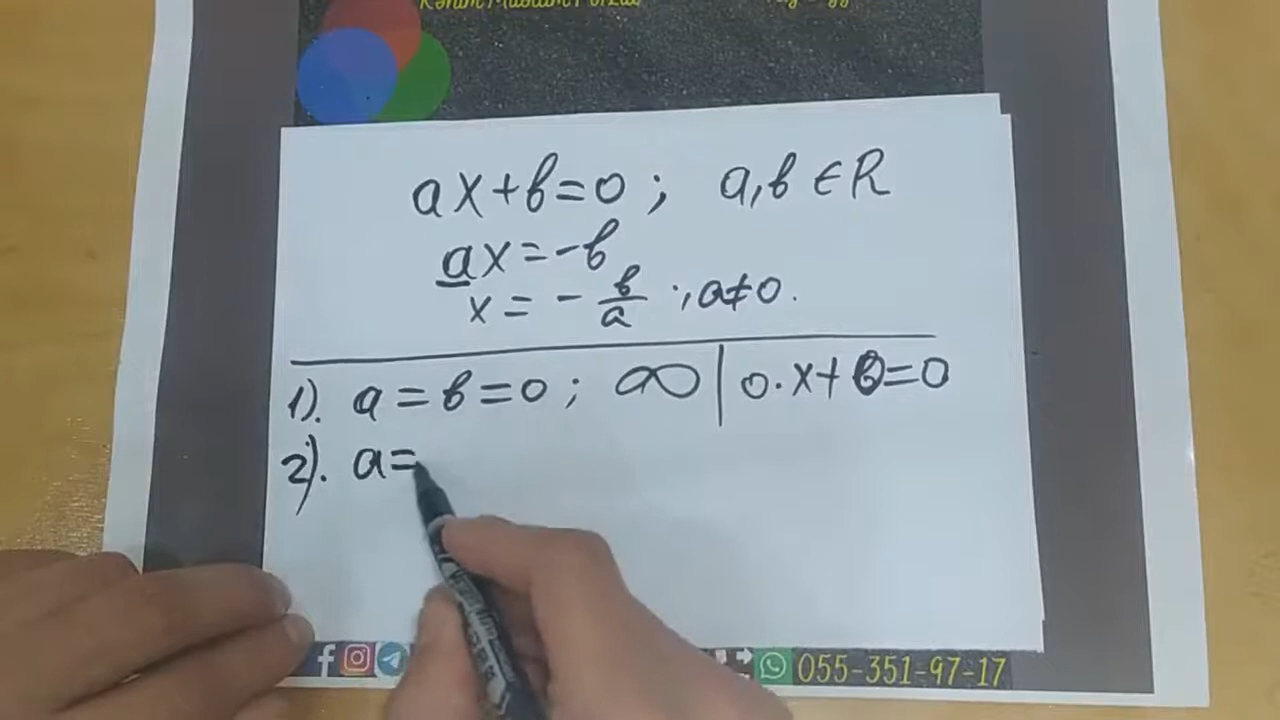 ax+b=0; a,b∈R
ax=-b
x=-b/a; a≠0.
1). a=b=0; ∞ | 0·x+0=0
2). a=
055-351-97-17